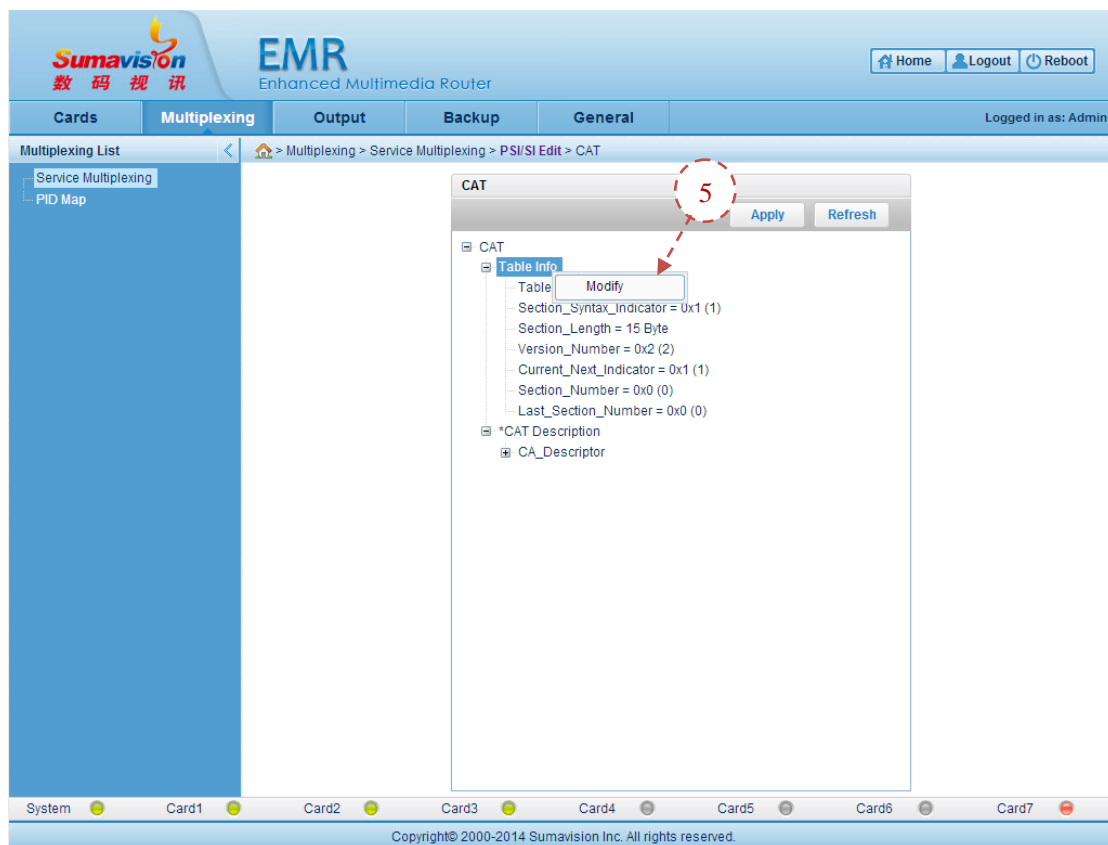 Sumavision
数 码 视 讯
EMR
Enhanced Multimedia Router
Home Logout Reboot
Cards Multiplexing Output Backup General Logged in as: Admin
Multiplexing List
> Multiplexing > Service Multiplexing > PSI/SI Edit > CAT
Service Multiplexing
PID Map
CAT
5
Apply Refresh
CAT
Table Info
Table
Modify
Section_Syntax_Indicator = 0x1 (1)
Section_Length = 15 Byte
Version_Number = 0x2 (2)
Current_Next_Indicator = 0x1 (1)
Section_Number = 0x0 (0)
Last_Section_Number = 0x0 (0)
*CAT Description
CA_Descriptor
System Card1 Card2 Card3 Card4 Card5 Card6 Card7
Copyright© 2000-2014 Sumavision Inc. All rights reserved.